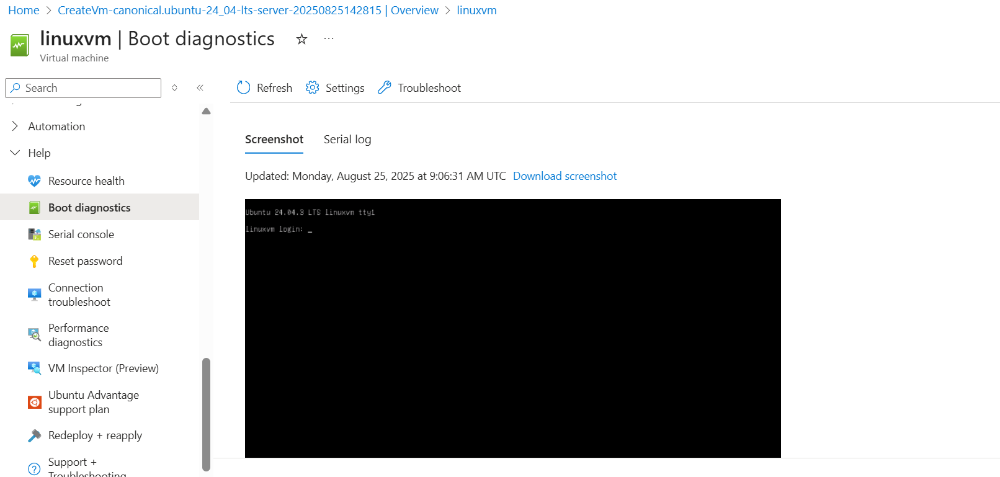 Home > CreateVm-canonical.ubuntu-24_04-lts-server-20250825142815 | Overview > linuxvm
linuxvm | Boot diagnostics
Virtual machine
Search
Refresh
Settings
Troubleshoot
Automation
Help
Resource health
Boot diagnostics
Serial console
Reset password
Connection
troubleshoot
Performance
diagnostics
VM Inspector (Preview)
Ubuntu Advantage
support plan
Redeploy + reapply
Support +
Troubleshooting
Screenshot
Serial log
Updated: Monday, August 25, 2025 at 9:06:31 AM UTC Download screenshot
Ubuntu 24.04.3 LTS linuxvm tty1
linuxvm login: _